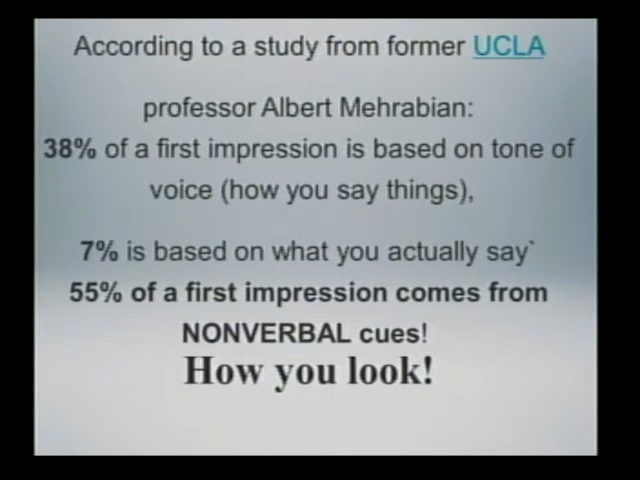 According to a study from former UCLA
professor Albert Mehrabian:
38% of a first impression is based on tone of
voice (how you say things),
7% is based on what you actually say`
55% of a first impression comes from
NONVERBAL cues!
How you look!